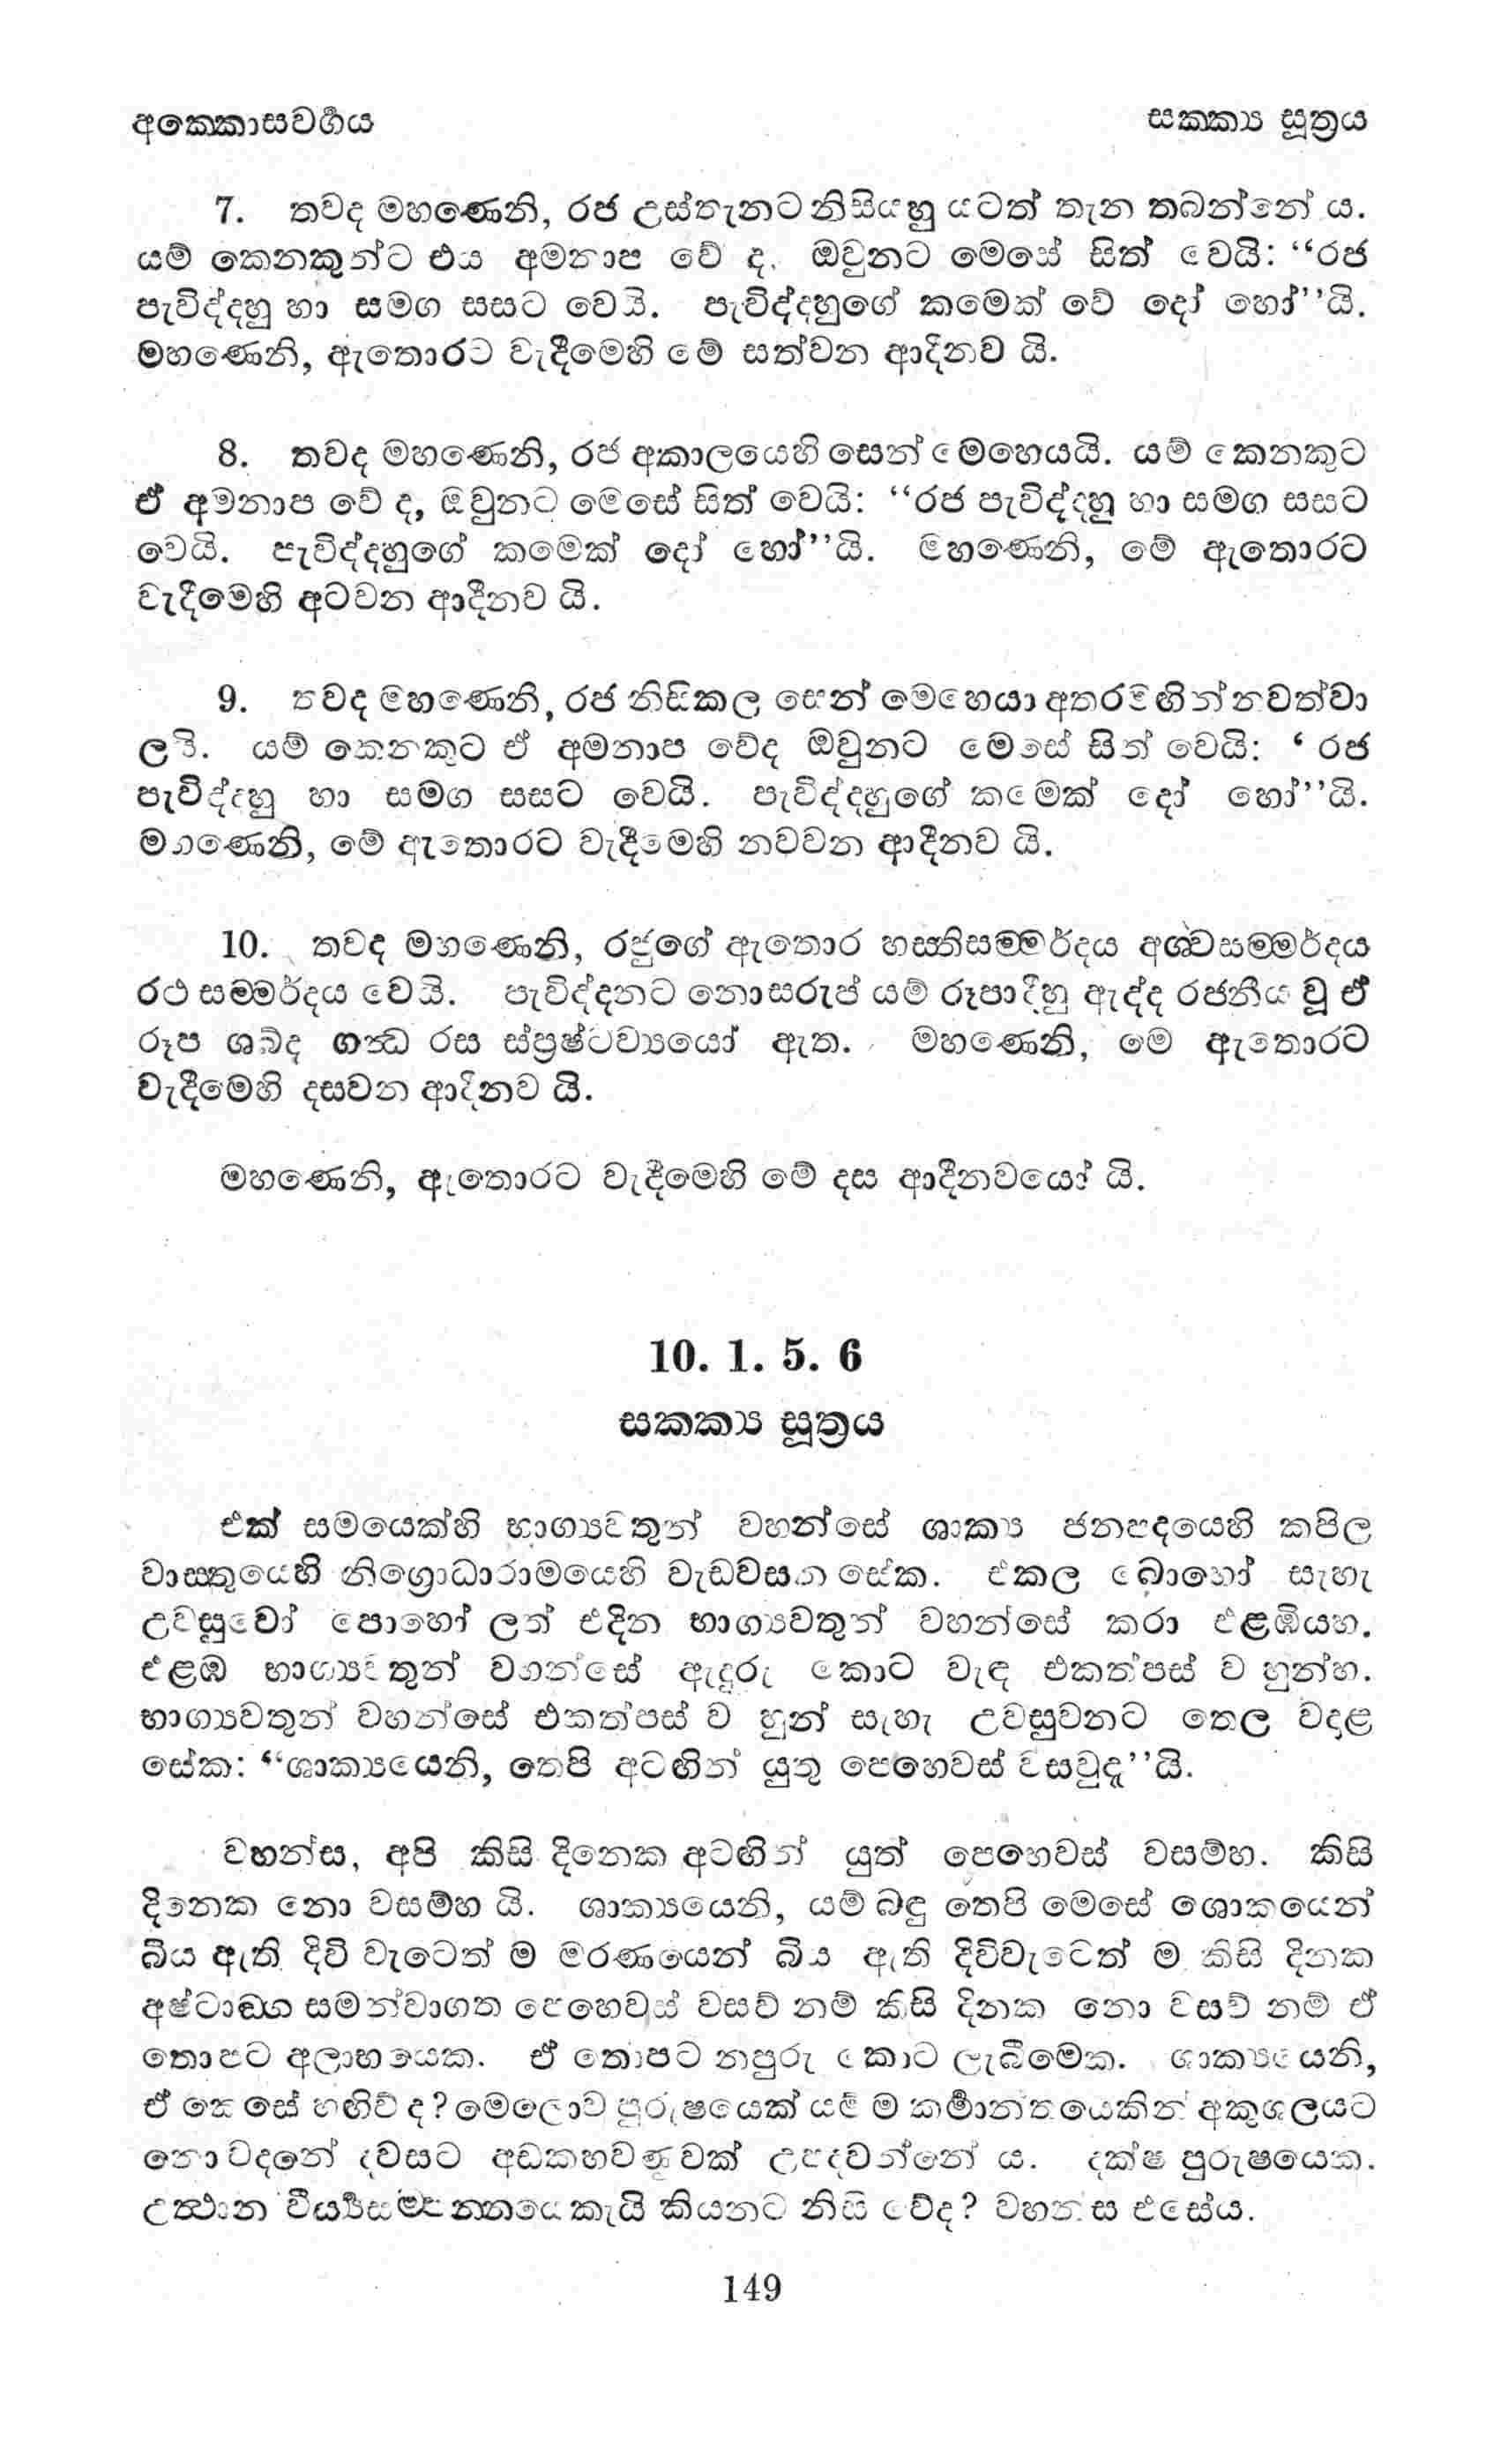 අක්කොසවර්‍ගය
සක්ක්‍ය සූත්‍රය
7. තවද මහණෙනි, රජ උස්තැනට නිසියහු යටත් තැන තබන්නේ ය.
යම් කෙනකුන්ට එය අමනාප වේ ද, ඔවුනට මෙසේ සිත් වෙයි: “රජ
පැවිද්දහු හා සමග සසට වෙයි. පැවිද්දහුගේ කමෙක් වේ දෝ හෝ”යි.
මහණෙනි, ඇතොරට වැදීමෙහි මේ සත්වන ආදීනව යි.
8. තවද මහණෙනි, රජ අකාලයෙහි සෙන් මෙහෙයයි. යම් කෙනකුට
ඒ අමනාප වේ ද, ඔවුනට මෙසේ සිත් වෙයි: “රජ පැවිද්දහු හා සමග සසට
වෙයි. පැවිද්දහුගේ කමෙක් දෝ හෝ”යි. මහණෙනි, මේ ඇතොරට
වැදීමෙහි අටවන ආදීනව යි.
9. තවද මහණෙනි, රජ නිසිකල සෙන් මෙහෙයා අතරමඟින් නවත්වා
ලයි. යම් කෙනකුට ඒ අමනාප වේද ඔවුනට මෙසේ සිත් වෙයි: ‘ රජ
පැවිද්දහු හා සමග සසට වෙයි. පැවිද්දහුගේ කමෙක් දෝ හෝ”යි.
මහණෙනි, මේ ඇතොරට වැදීමෙහි නවවන ආදීනව යි.
10. තවද මහණෙනි, රජුගේ ඇතොර හස්තිසම්මර්දය අශ්වසම්මර්දය
රථ සම්මර්දය වෙයි. පැවිද්දනට නොසරුප් යම් රූපාදීහු ඇද්ද රජනීය වූ ඒ
රූප ශබ්ද ගන්ධ රස ස්ප්‍රෂ්ටව්‍යයෝ ඇත. මහණෙනි, මෙ ඇතොරට
වැදීමෙහි දසවන ආදීනව යි.
මහණෙනි, ඇතොරට වැදීමෙහි මේ දස ආදීනවයෝ යි.
10. 1. 5. 6
සක්ක්‍ය සූත්‍රය
එක් සමයෙක්හි භාග්‍යවතුන් වහන්සේ ශාක්‍ය ජනපදයෙහි කපිල
වාස්තුයෙහි නිග්‍රොධාරාමයෙහි වැඩවසන සේක. එකල බොහෝ සැහැ
උවසුවෝ පොහෝ ලත් එදින භාග්‍යවතුන් වහන්සේ කරා එළඹියහ.
එළඹ භාග්‍යවතුන් වහන්සේ ඇදුරු කොට වැඳ එකත්පස් ව හුන්හ.
භාග්‍යවතුන් වහන්සේ එකත්පස් ව හුන් සැහැ උවසුවනට තෙල වදාළ
සේක: “ශාක්‍යයෙනි, තෙපි අටඟින් යුතු පෙහෙවස් වසවුදැ”යි.
වහන්ස, අපි කිසි දිනෙක අටඟින් යුත් පෙහෙවස් වසම්හ. කිසි
දිනෙක නො වසම්හ යි. ශාක්‍යයෙනි, යම් බඳු තෙපි මෙසේ ශොකයෙන්
බිය ඇති දිවි වැටෙත් ම මරණයෙන් බිය ඇති දිවිවැටෙත් ම කිසි දිනක
අෂ්ටාඞ්ග සමන්වාගත පෙහෙවස් වසව් නම් කිසි දිනක නො වසව් නම් ඒ
තොපට අලාභයෙක. ඒ තොපට නපුරු කොට ලැබීමෙක. ශාක්‍යයෙනි,
ඒ කෙසේ හඟිව් ද? මෙලොව පුරුෂයෙක් යම් ම කර්‍මාන්තයෙකින් අකුශලයට
නොවදනේ දවසට අඩකහවණුවක් උපදවන්නේ ය. දක්ෂ පුරුෂයෙක.
උත්ථාන වීර්‍ය්‍යසම්පන්නයෙකැයි කියනට නිසි වේද? වහන්ස එසේය.
149